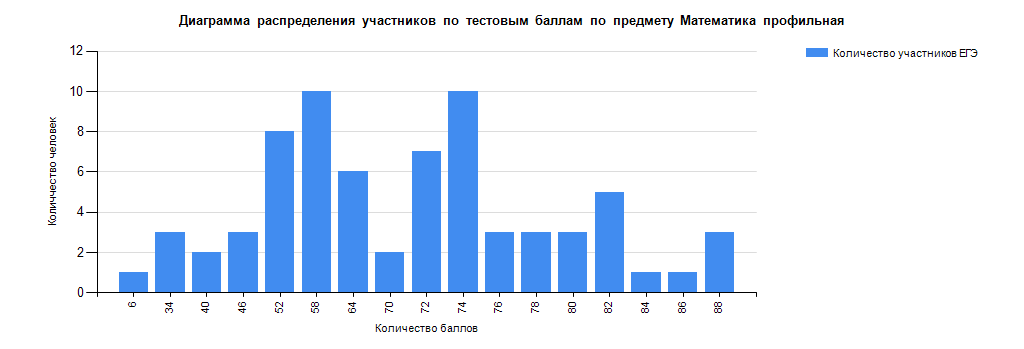 Диаграмма распределения участников по тестовым баллам по предмету Математика профильная
Количество участников ЕГЭ
12
10
8
6
4
2
0
Количчество человек
6 34 40 46 52 58 64 70 72 74 76 78 80 82 84 86 88
Количество баллов